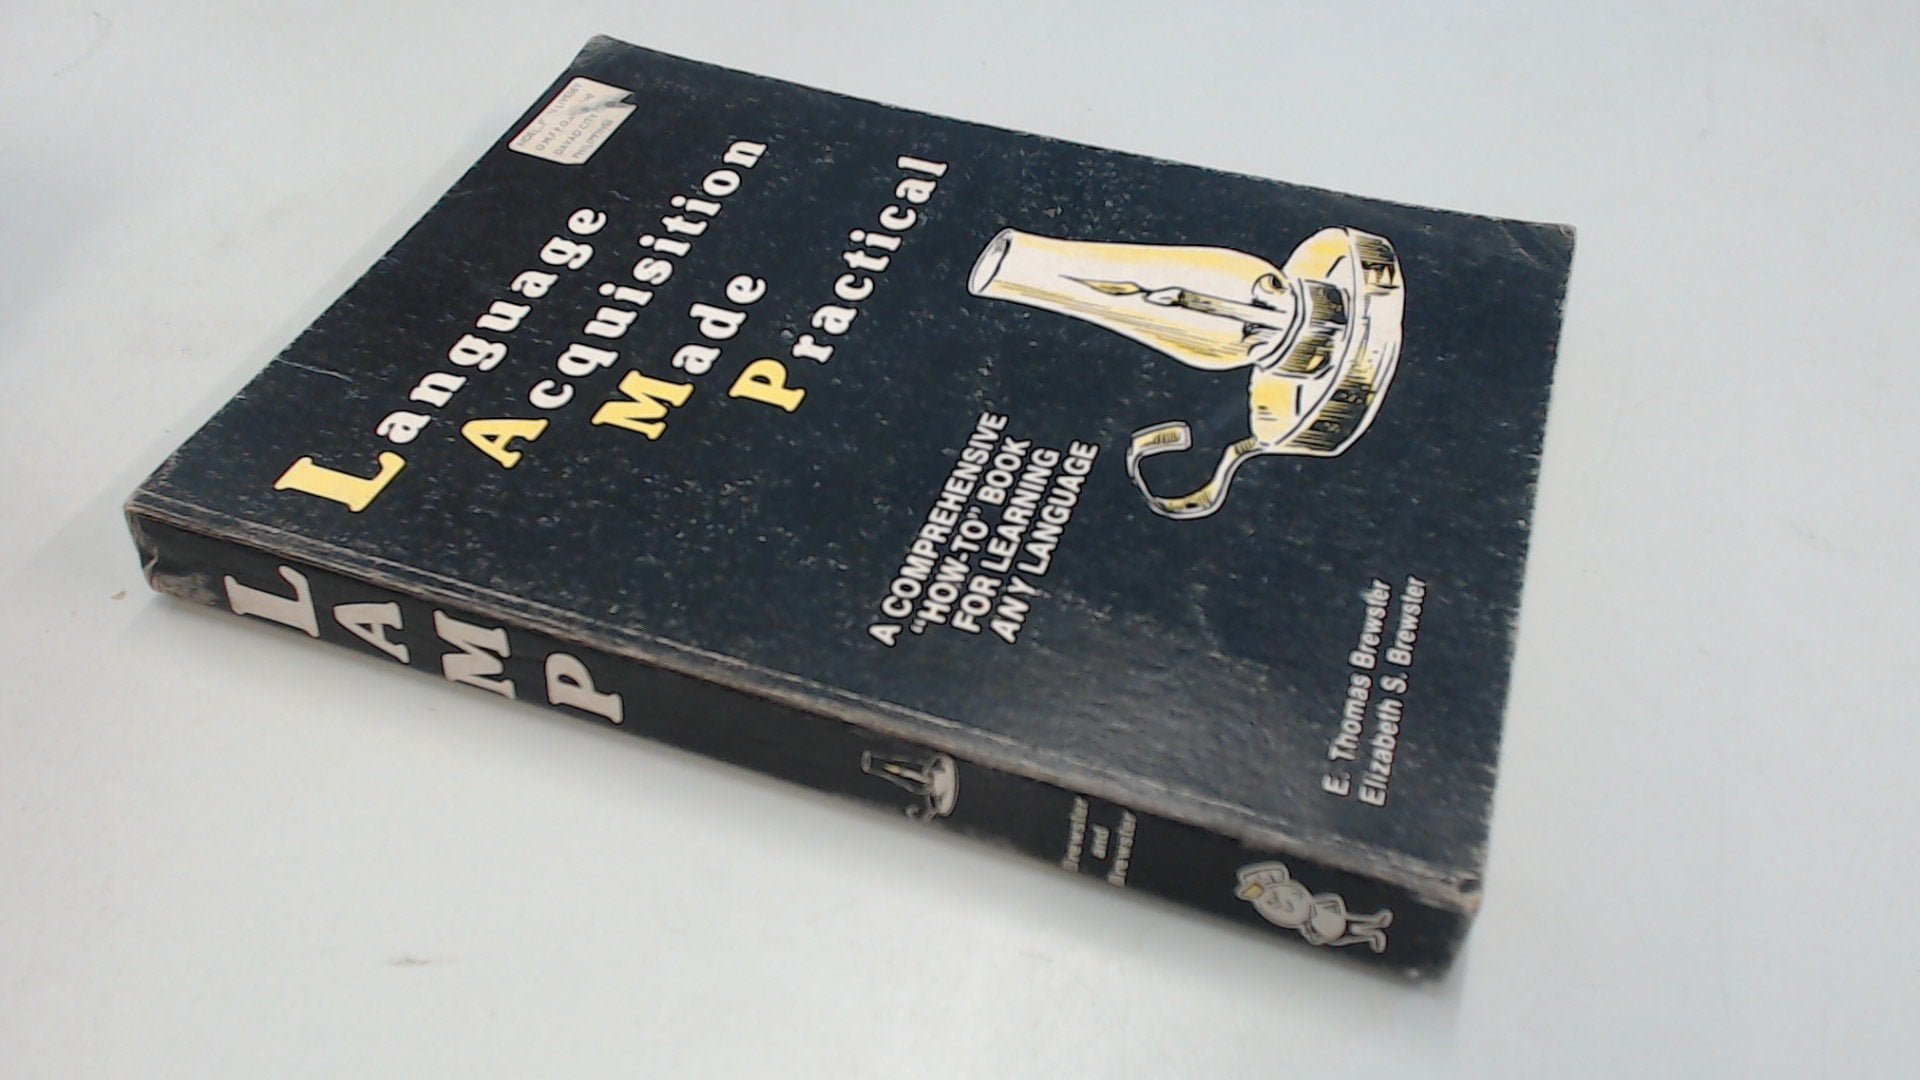 LIVESEY
O M F P.O.
DAVAO CITY
PHILIPPINES
Language
Acquisition
Made
Practical
A COMPREHENSIVE
"HOW-TO" BOOK
FOR LEARNING
ANY LANGUAGE
E. Thomas Brewster
Elizabeth S. Brewster
L
A
M
P
Brewster
and
Brewster